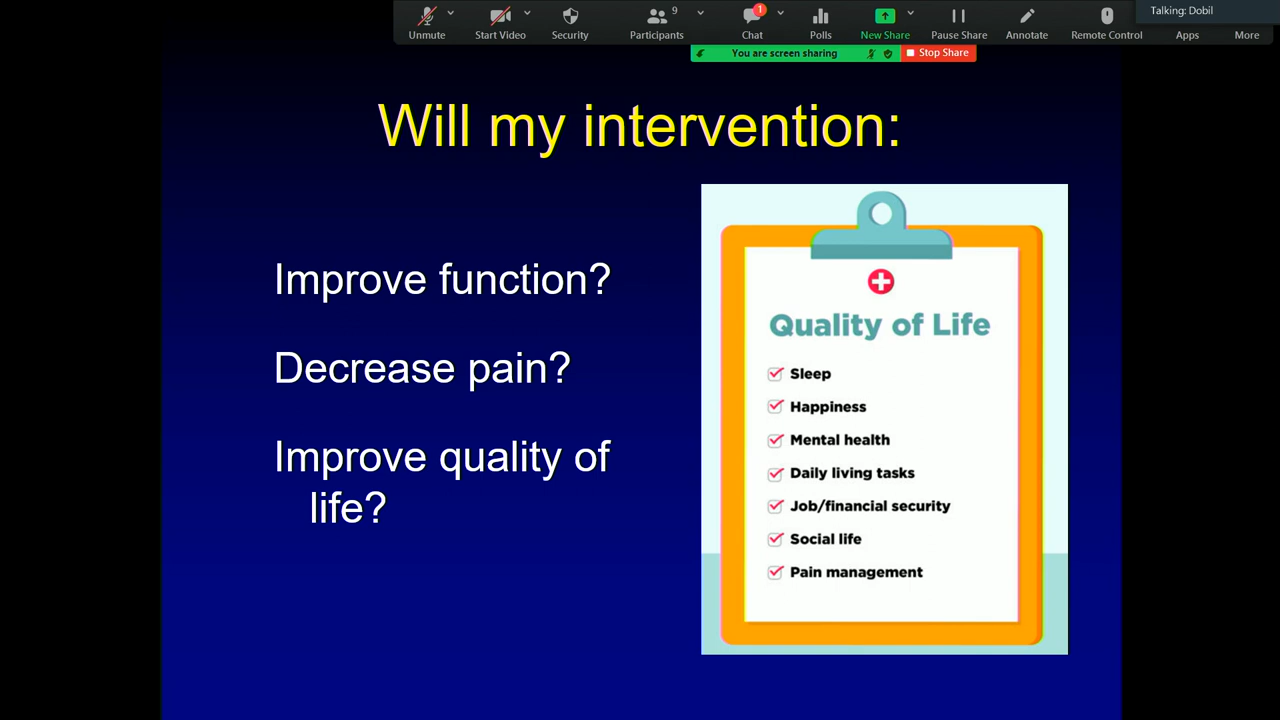 Talking: Dobil
9
1
Unmute
Start Video
Security
Participants
Chat
Polls
New Share
Pause Share
Annotate
Remote Control
Apps
More
You are screen sharing
Stop Share
Will my intervention:
Improve function?
Decrease pain?
Improve quality of
life?
Quality of Life
Sleep
Happiness
Mental health
Daily living tasks
Job/financial security
Social life
Pain management